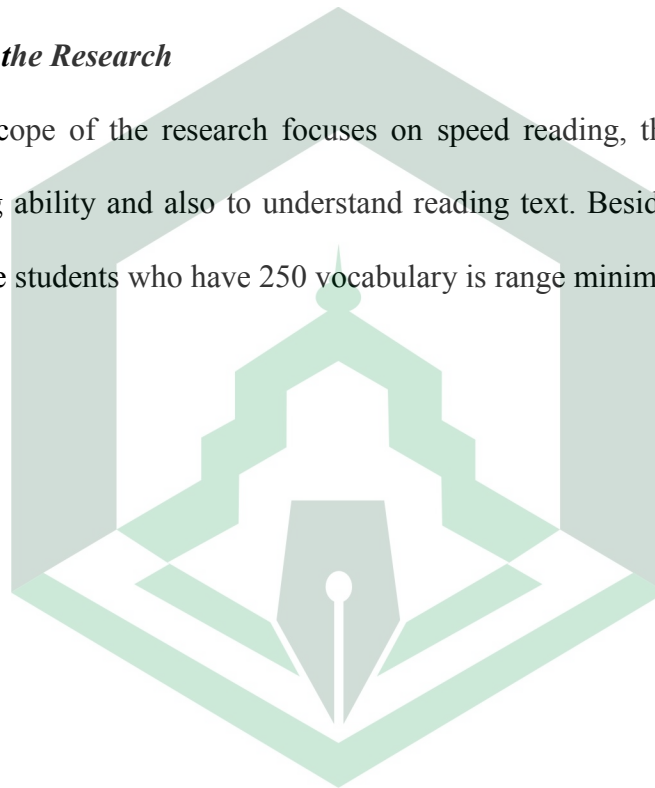 the Research
cope of the research focuses on speed reading, th
g ability and also to understand reading text. Besid
e students who have 250 vocabulary is range minim